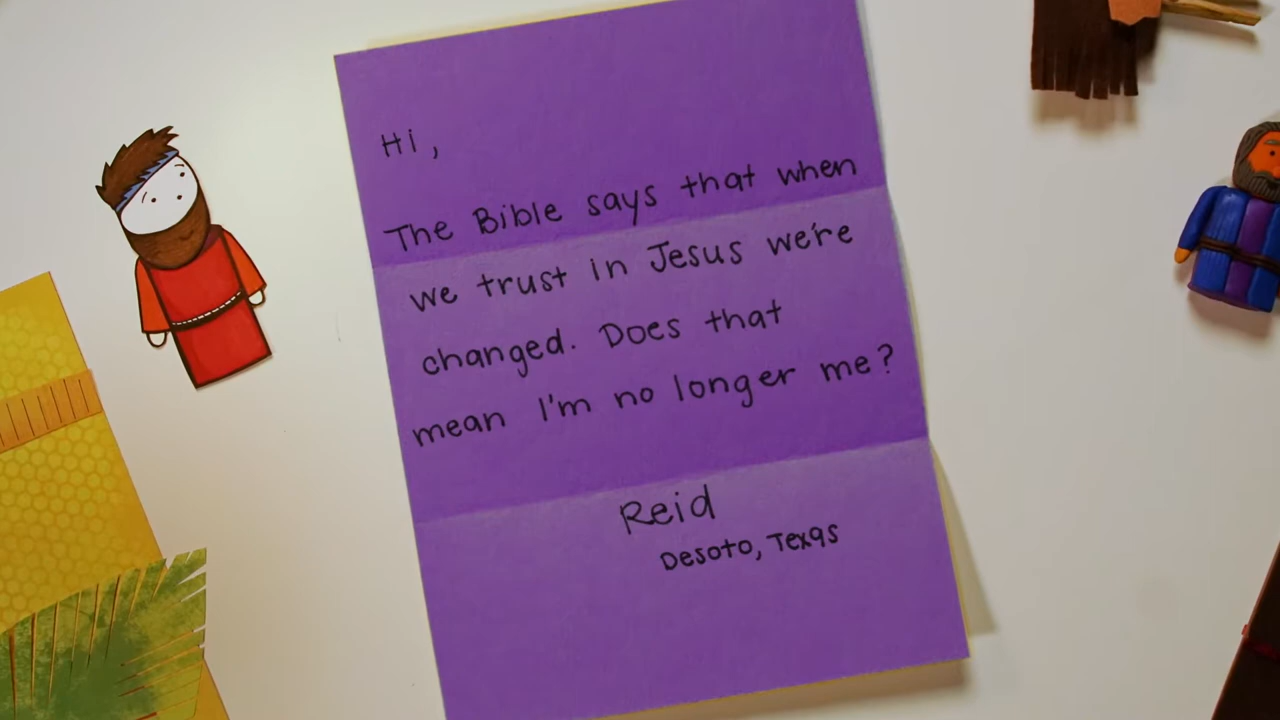 Hi,
The Bible says that when
we trust in Jesus we're
changed. Does that
mean I'm no longer me?
Reid
Desoto, Texas